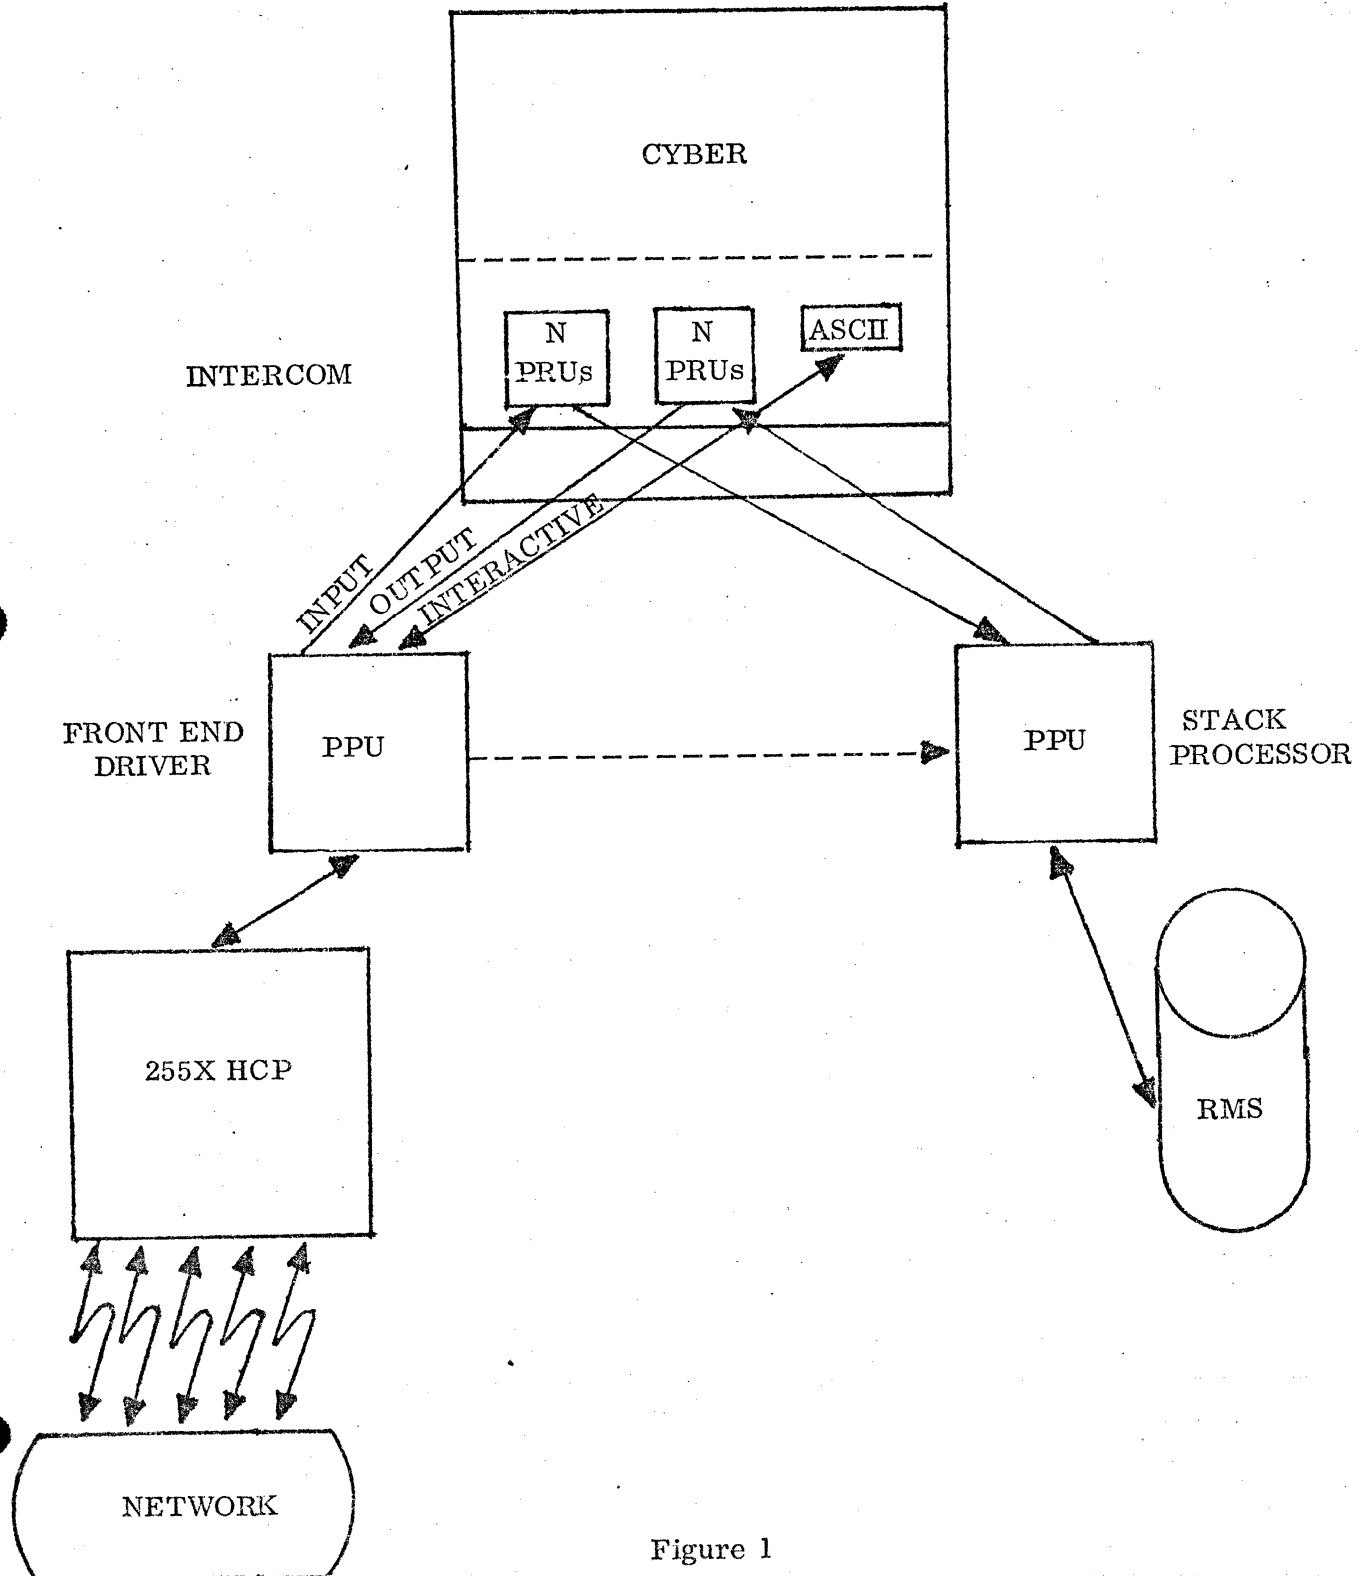 CYBER
INTERCOM
N
PRUs
N
PRUs
ASCII
INPUT
OUTPUT
INTERACTIVE
FRONT END
DRIVER
PPU
PPU
STACK
PROCESSOR
255X HCP
RMS
NETWORK
Figure 1